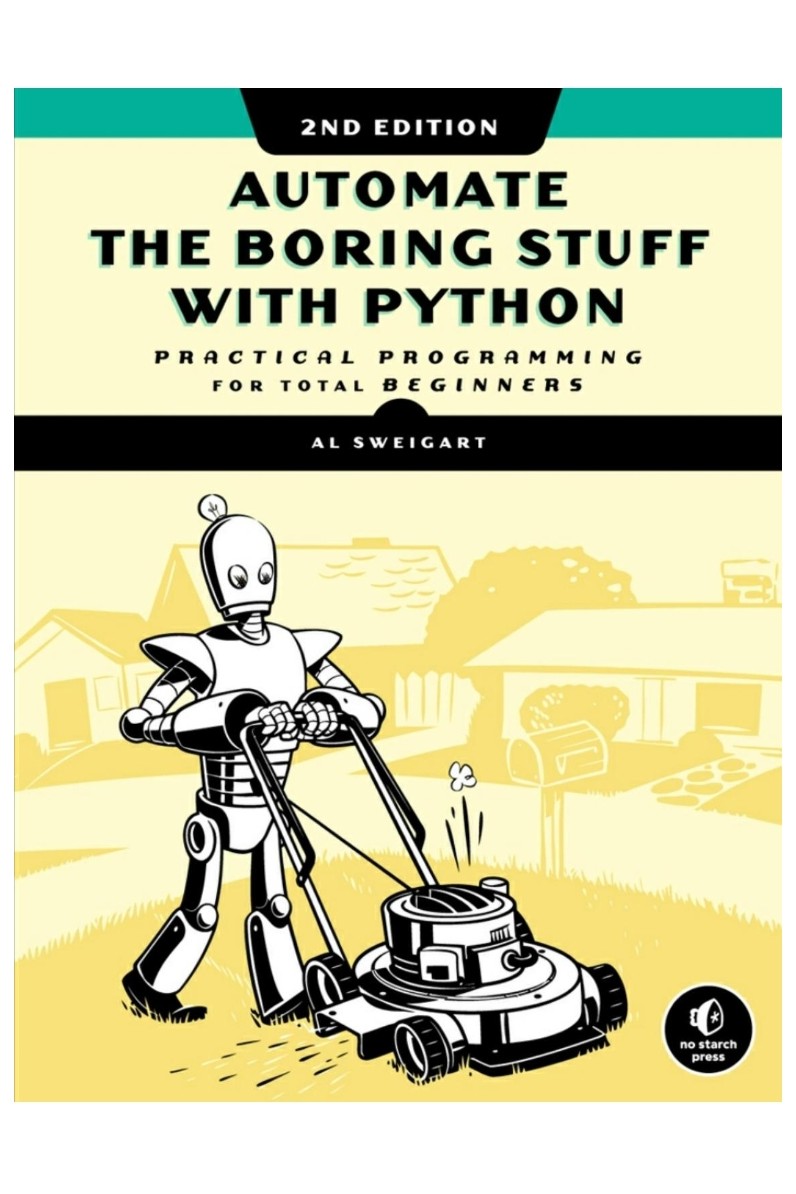 2ND EDITION
AUTOMATE
THE BORING STUFF
WITH PYTHON
PRACTICAL PROGRAMMING
FOR TOTAL BEGINNERS
AL SWEIGART
no starch
press